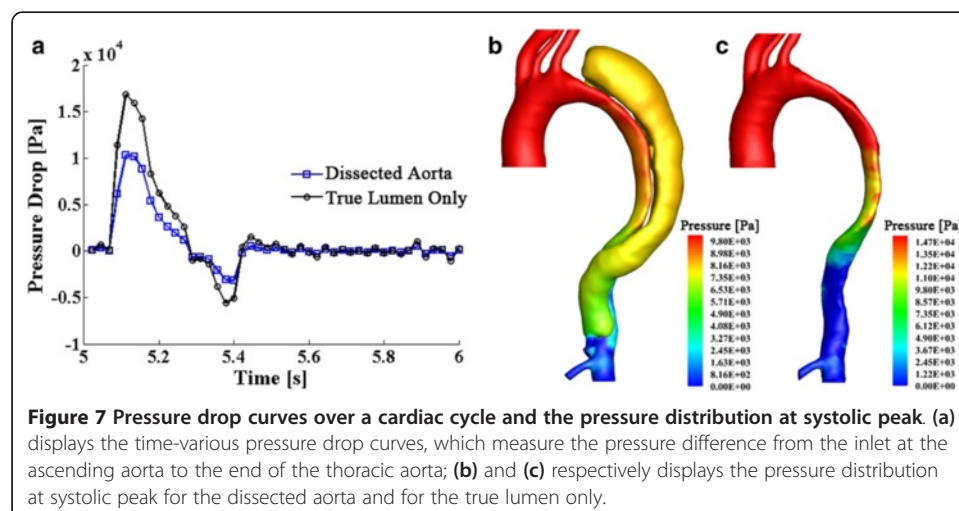 a
x 10⁴
2
1.5
1
0.5
0
-0.5
-1
5
5.2
5.4
5.6
5.8
6
Pressure Drop [Pa]
Time [s]
Dissected Aorta
True Lumen Only
b
Pressure [Pa]
9.80E+03
8.98E+03
8.16E+03
7.35E+03
6.53E+03
5.71E+03
4.90E+03
4.08E+03
3.27E+03
2.45E+03
1.63E+03
8.16E+02
0.00E+00
c
Pressure [Pa]
1.47E+04
1.35E+04
1.22E+04
1.10E+04
9.80E+03
8.57E+03
7.35E+03
6.12E+03
4.90E+03
3.67E+03
2.45E+03
1.22E+03
0.00E+00
Figure 7 Pressure drop curves over a cardiac cycle and the pressure distribution at systolic peak. (a)
displays the time-various pressure drop curves, which measure the pressure difference from the inlet at the
ascending aorta to the end of the thoracic aorta; (b) and (c) respectively displays the pressure distribution
at systolic peak for the dissected aorta and for the true lumen only.